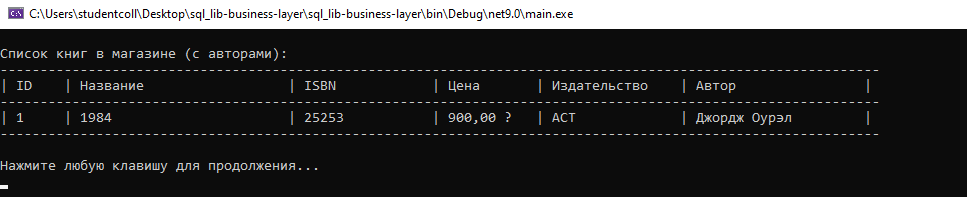 C:\Users\studentcoll\Desktop\sql_lib-business-layer\sql_lib-business-layer\bin\Debug\net9.0\main.exe
Список книг в магазине (с авторами):
| ID | Название | ISBN | Цена | Издательство | Автор |
| 1 | 1984 | 25253 | 900,00 ? | АСТ | Джордж Оурэл |
Нажмите любую клавишу для продолжения...